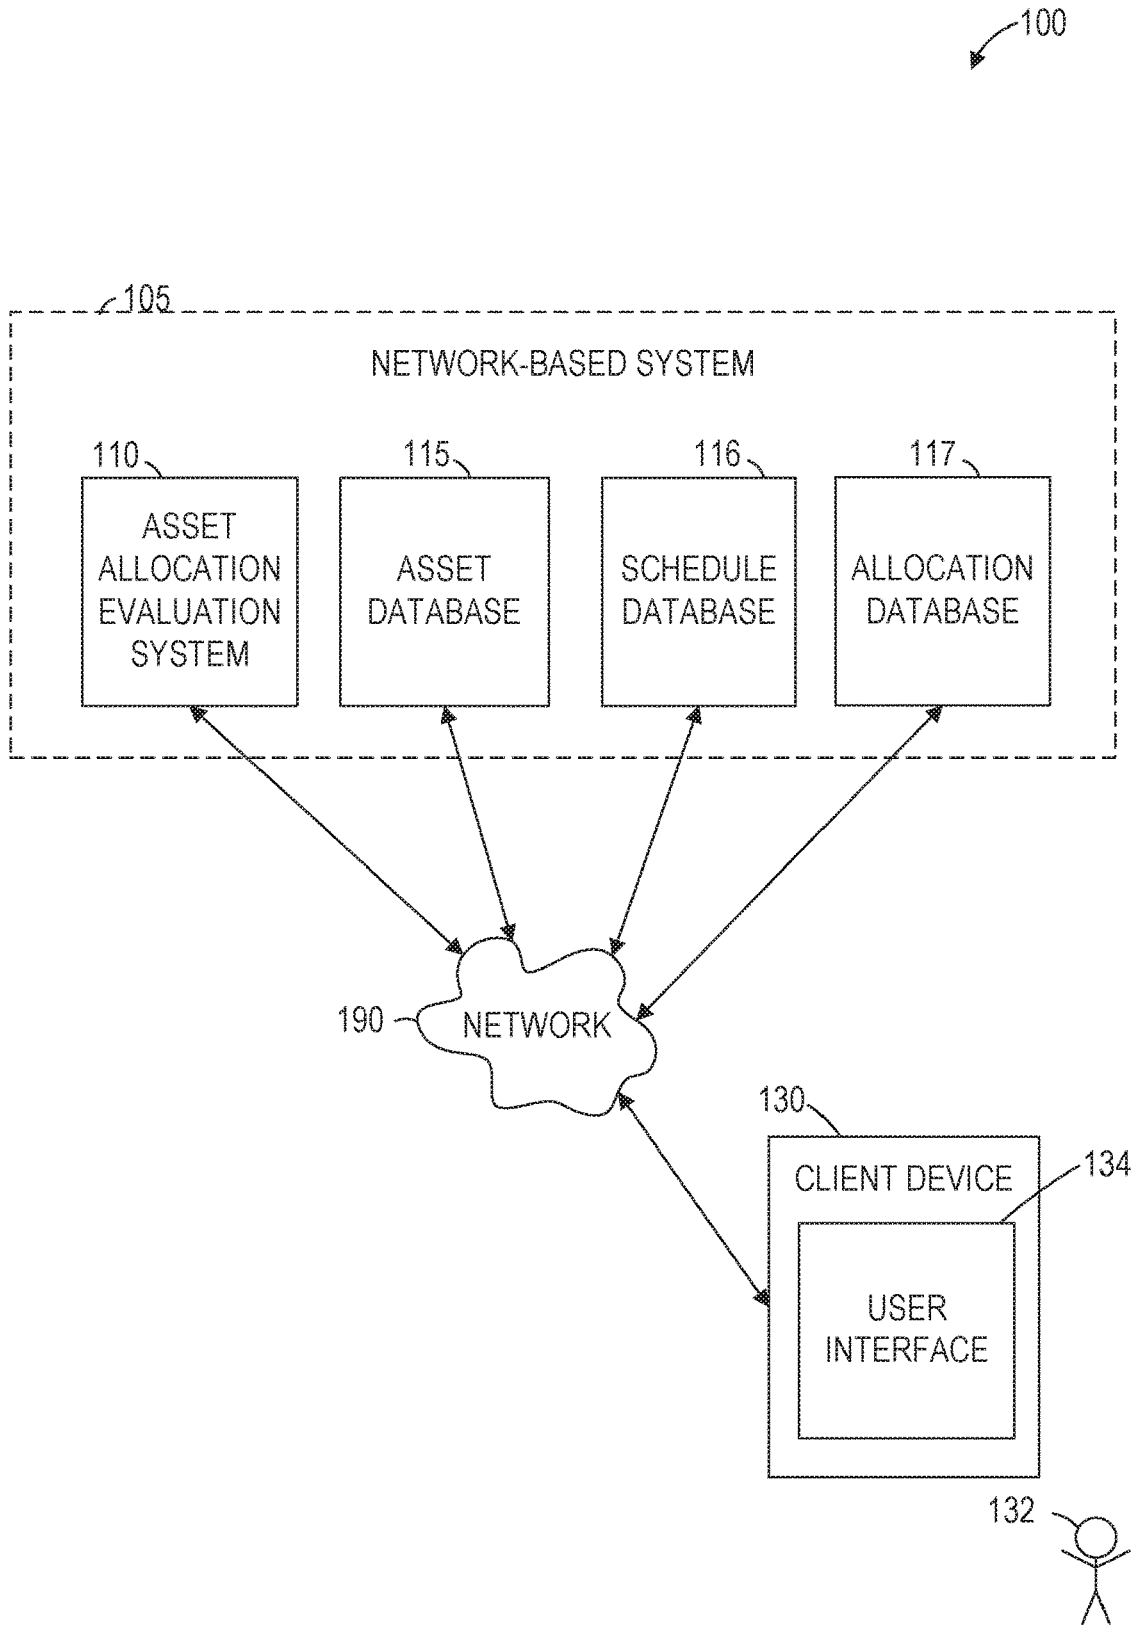 100
105
NETWORK-BASED SYSTEM
110
115
116
117
ASSET
ALLOCATION
EVALUATION
SYSTEM
ASSET
DATABASE
SCHEDULE
DATABASE
ALLOCATION
DATABASE
190
NETWORK
130
134
CLIENT DEVICE
USER
INTERFACE
132